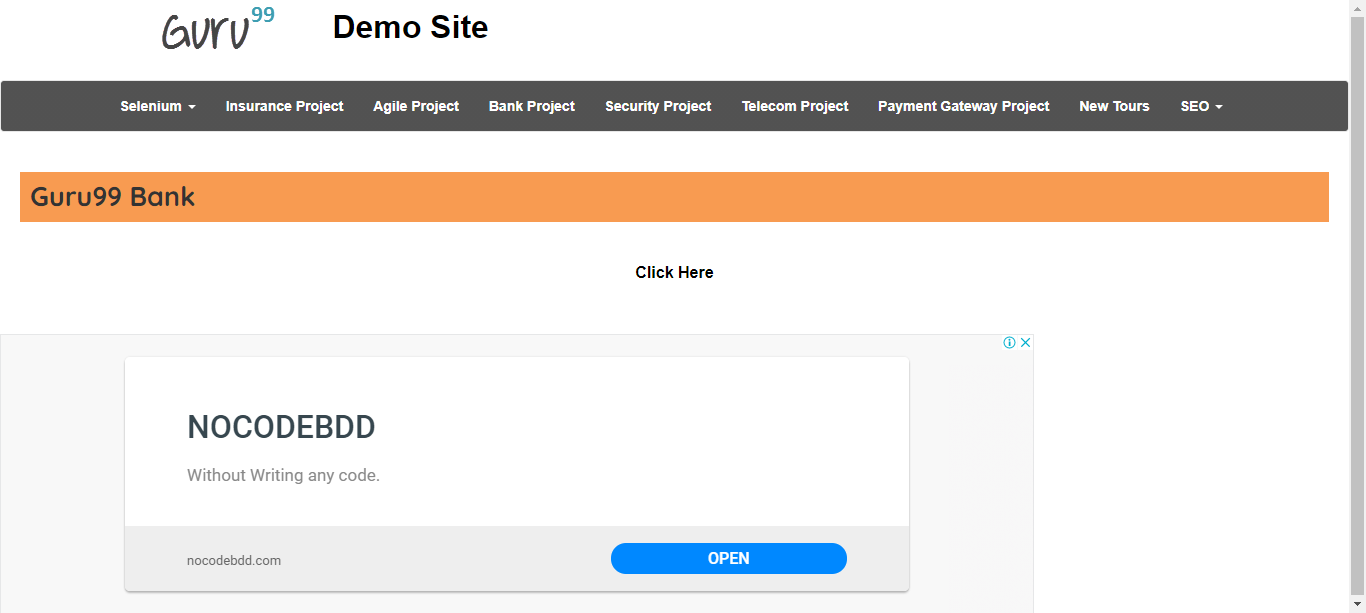 Guru99 Demo Site
Selenium Insurance Project Agile Project Bank Project Security Project Telecom Project Payment Gateway Project New Tours SEO
Guru99 Bank
Click Here
NOCODEBDD
Without Writing any code.
nocodebdd.com OPEN